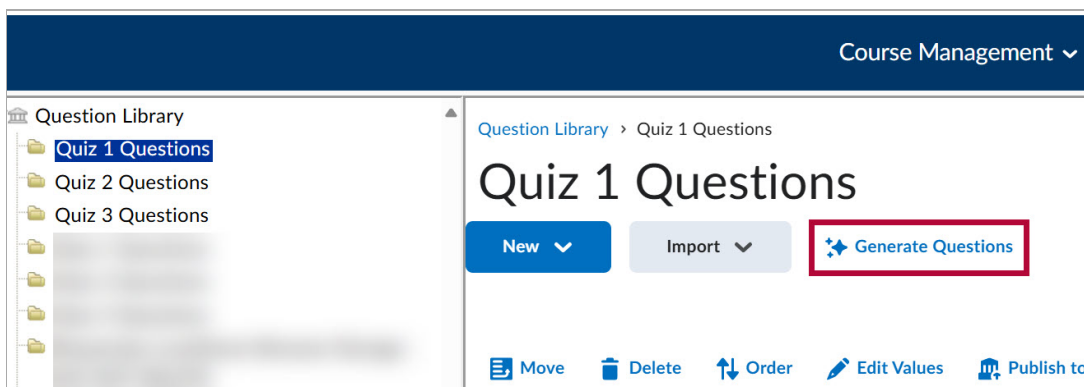 Course Management
Question Library
Quiz 1 Questions
Quiz 2 Questions
Quiz 3 Questions
Question Library › Quiz 1 Questions
Quiz 1 Questions
New Import Generate Questions
Move Delete Order Edit Values Publish to